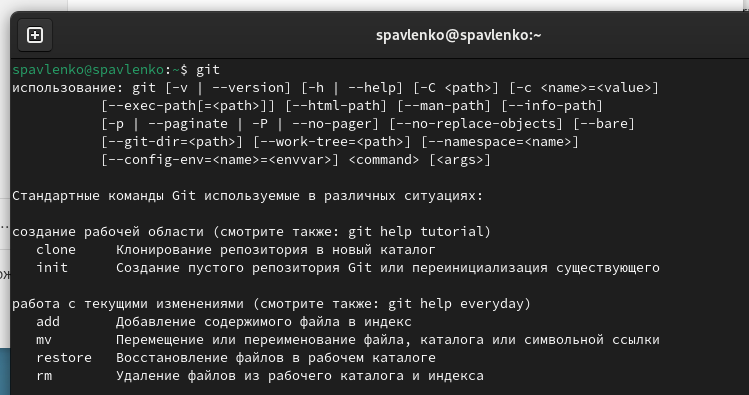 spavlenko@spavlenko:~
spavlenko@spavlenko:~$ git
использование: git [-v | --version] [-h | --help] [-C <path>] [-c <name>=<value>]
[--exec-path[=<path>]] [--html-path] [--man-path] [--info-path]
[-p | --paginate | -P | --no-pager] [--no-replace-objects] [--bare]
[--git-dir=<path>] [--work-tree=<path>] [--namespace=<name>]
[--config-env=<name>=<envvar>] <command> [<args>]
Стандартные команды Git используемые в различных ситуациях:
создание рабочей области (смотрите также: git help tutorial)
clone Клонирование репозитория в новый каталог
init Создание пустого репозитория Git или переинициализация существующего
работа с текущими изменениями (смотрите также: git help everyday)
add Добавление содержимого файла в индекс
mv Перемещение или переименование файла, каталога или символьной ссылки
restore Восстановление файлов в рабочем каталоге
rm Удаление файлов из рабочего каталога и индекса